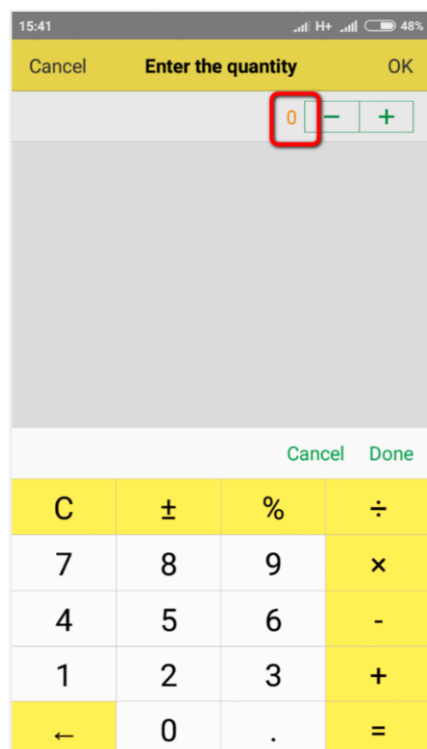 15:41 H+ 48%
Cancel Enter the quantity OK
0 − +
Cancel Done
C ± % ÷
7 8 9 ×
4 5 6 -
1 2 3 +
← 0 . =